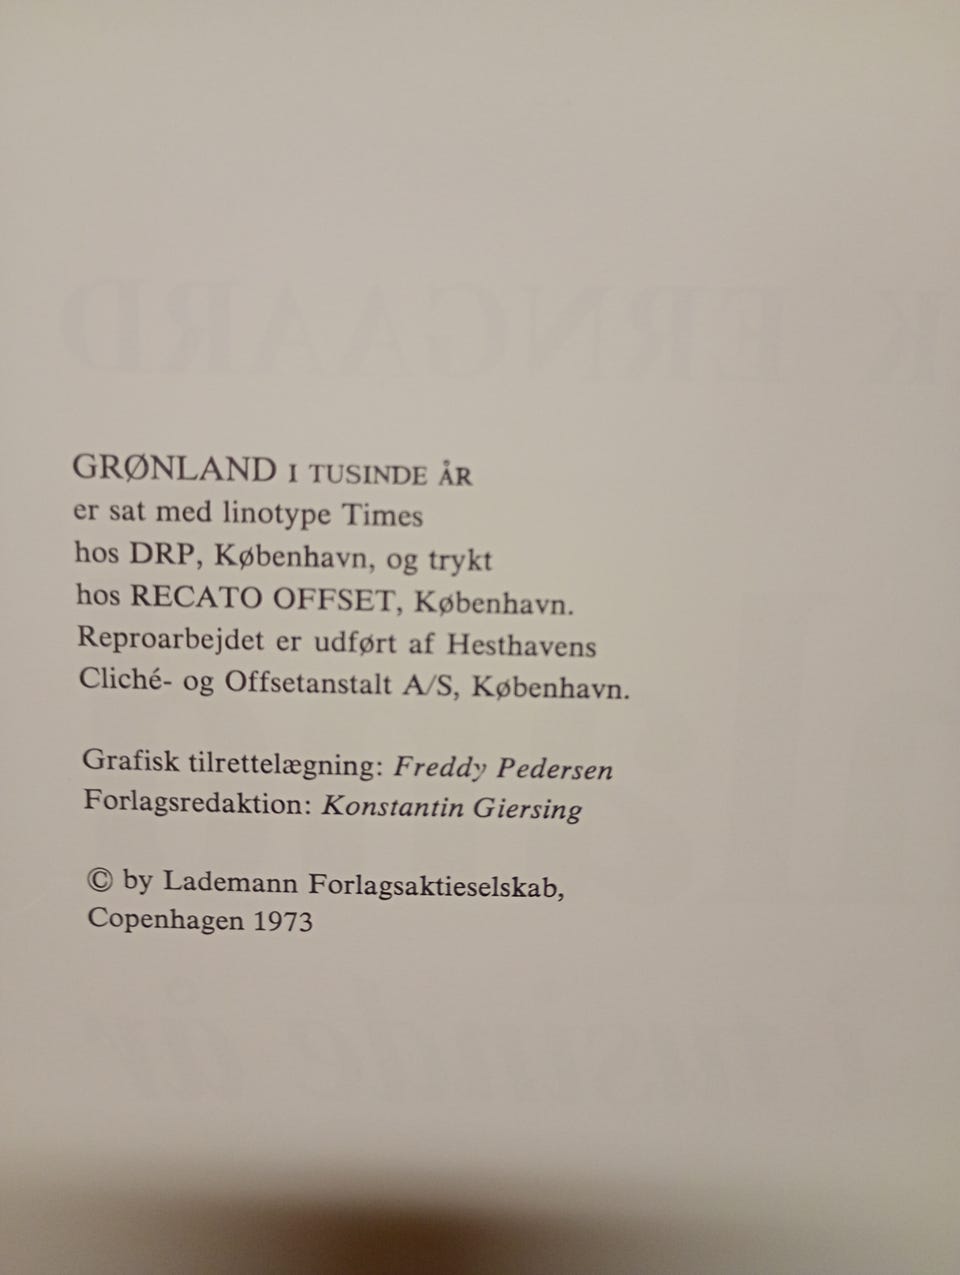 GRØNLAND I TUSINDE ÅR
er sat med linotype Times
hos DRP, København, og trykt
hos RECATO OFFSET, København.
Reproarbejdet er udført af Hesthavens
Cliché- og Offsetanstalt A/S, København.
Grafisk tilrettelægning: Freddy Pedersen
Forlagsredaktion: Konstantin Giersing
© by Lademann Forlagsaktieselskab,
Copenhagen 1973